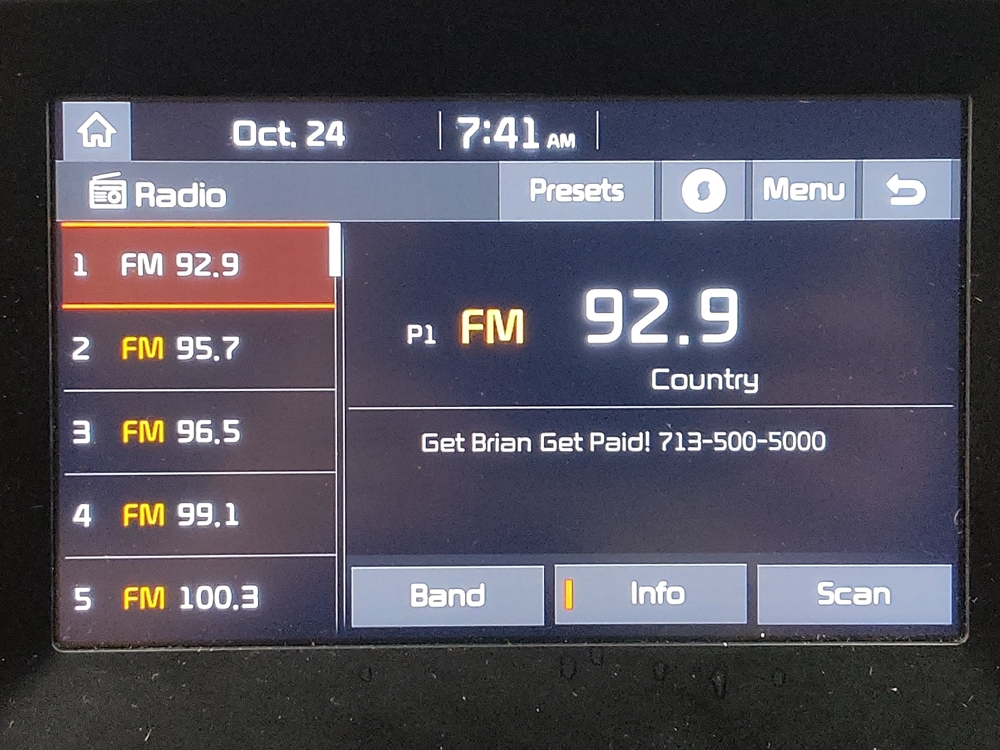 Oct. 24 7:41 AM
Radio Presets Menu
1 FM 92.9
2 FM 95.7
3 FM 96.5
4 FM 99.1
5 FM 100.3
P1 FM 92.9
Country
Get Brian Get Paid! 713-500-5000
Band Info Scan